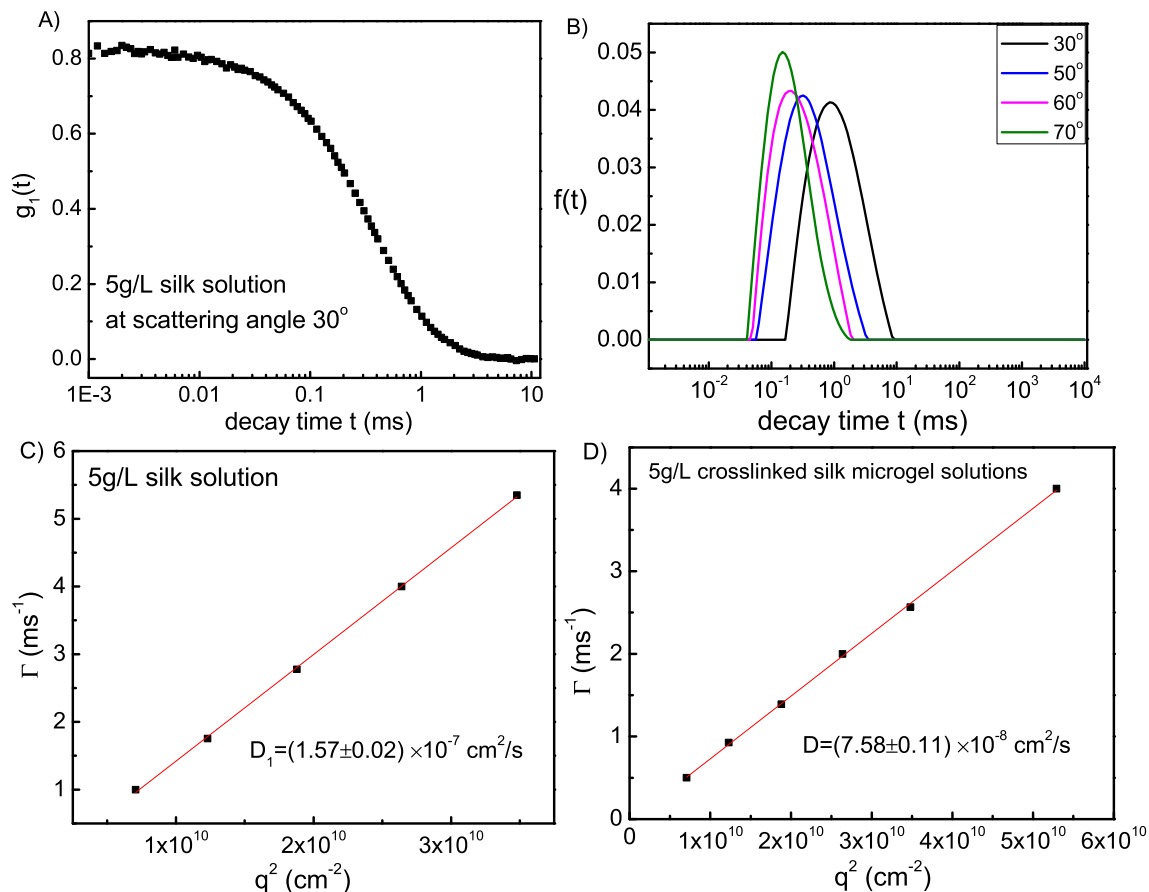 A)
0.8
0.6
0.4
0.2
0.0
g₁(t)
5g/L silk solution
at scattering angle 30°
1E-3 0.01 0.1 1 10
decay time t (ms)
B)
0.05
0.04
0.03
0.02
0.01
0.00
f(t)
30°
50°
60°
70°
10⁻² 10⁻¹ 10⁰ 10¹ 10² 10³ 10⁴
decay time t (ms)
C)
6
5
4
3
2
1
Γ (ms⁻¹)
5g/L silk solution
D₁=(1.57±0.02) ×10⁻⁷ cm²/s
1x10¹⁰ 2x10¹⁰ 3x10¹⁰
q² (cm⁻²)
D)
4
3
2
1
0
Γ (ms⁻¹)
5g/L crosslinked silk microgel solutions
D=(7.58±0.11) ×10⁻⁸ cm²/s
0 1x10¹⁰ 2x10¹⁰ 3x10¹⁰ 4x10¹⁰ 5x10¹⁰ 6x10¹⁰
q² (cm⁻²)